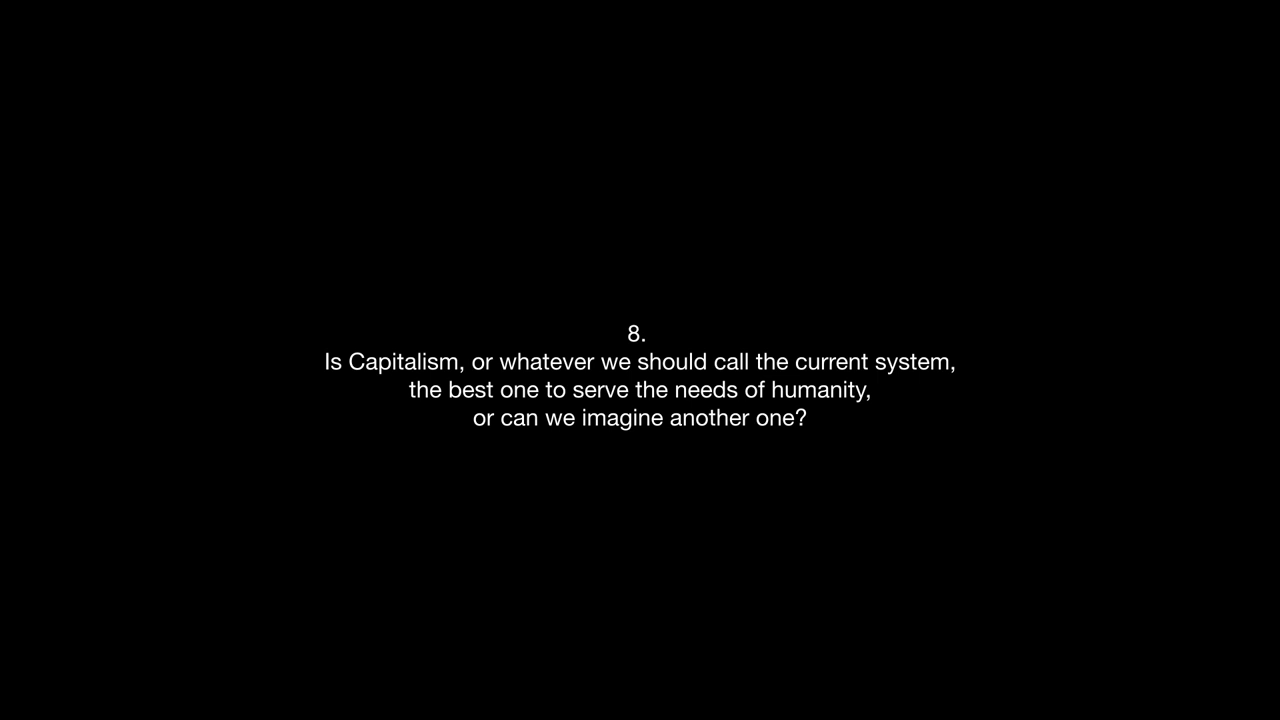 8.
Is Capitalism, or whatever we should call the current system,
the best one to serve the needs of humanity,
or can we imagine another one?